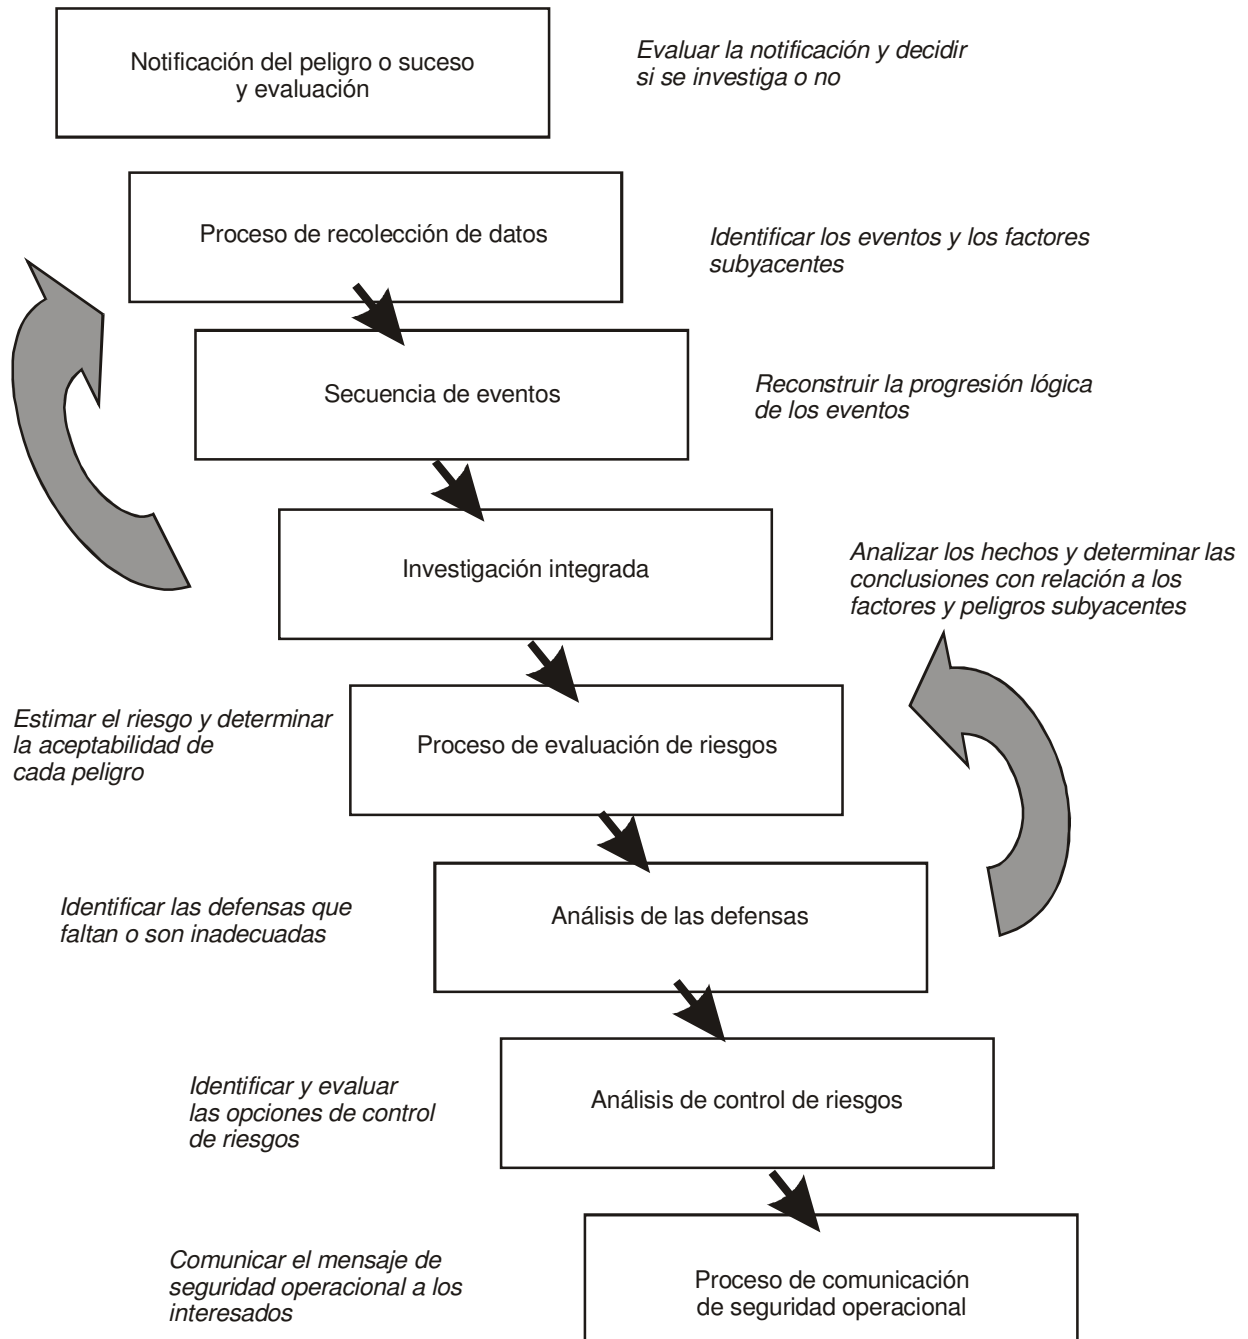 Notificación del peligro o suceso
y evaluación
Evaluar la notificación y decidir
si se investiga o no
Proceso de recolección de datos
Identificar los eventos y los factores
subyacentes
Secuencia de eventos
Reconstruir la progresión lógica
de los eventos
Investigación integrada
Analizar los hechos y determinar las
conclusiones con relación a los
factores y peligros subyacentes
Estimar el riesgo y determinar
la aceptabilidad de
cada peligro
Proceso de evaluación de riesgos
Identificar las defensas que
faltan o son inadecuadas
Análisis de las defensas
Identificar y evaluar
las opciones de control
de riesgos
Análisis de control de riesgos
Comunicar el mensaje de
seguridad operacional a los
interesados
Proceso de comunicación
de seguridad operacional